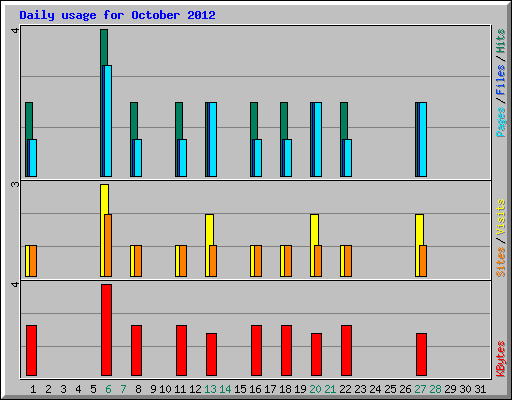 Daily usage for October 2012
4
Pages / Files / Hits
3
Sites / Visits
4
KBytes
1 2 3 4 5 6 7 8 9 10 11 12 13 14 15 16 17 18 19 20 21 22 23 24 25 26 27 28 29 30 31